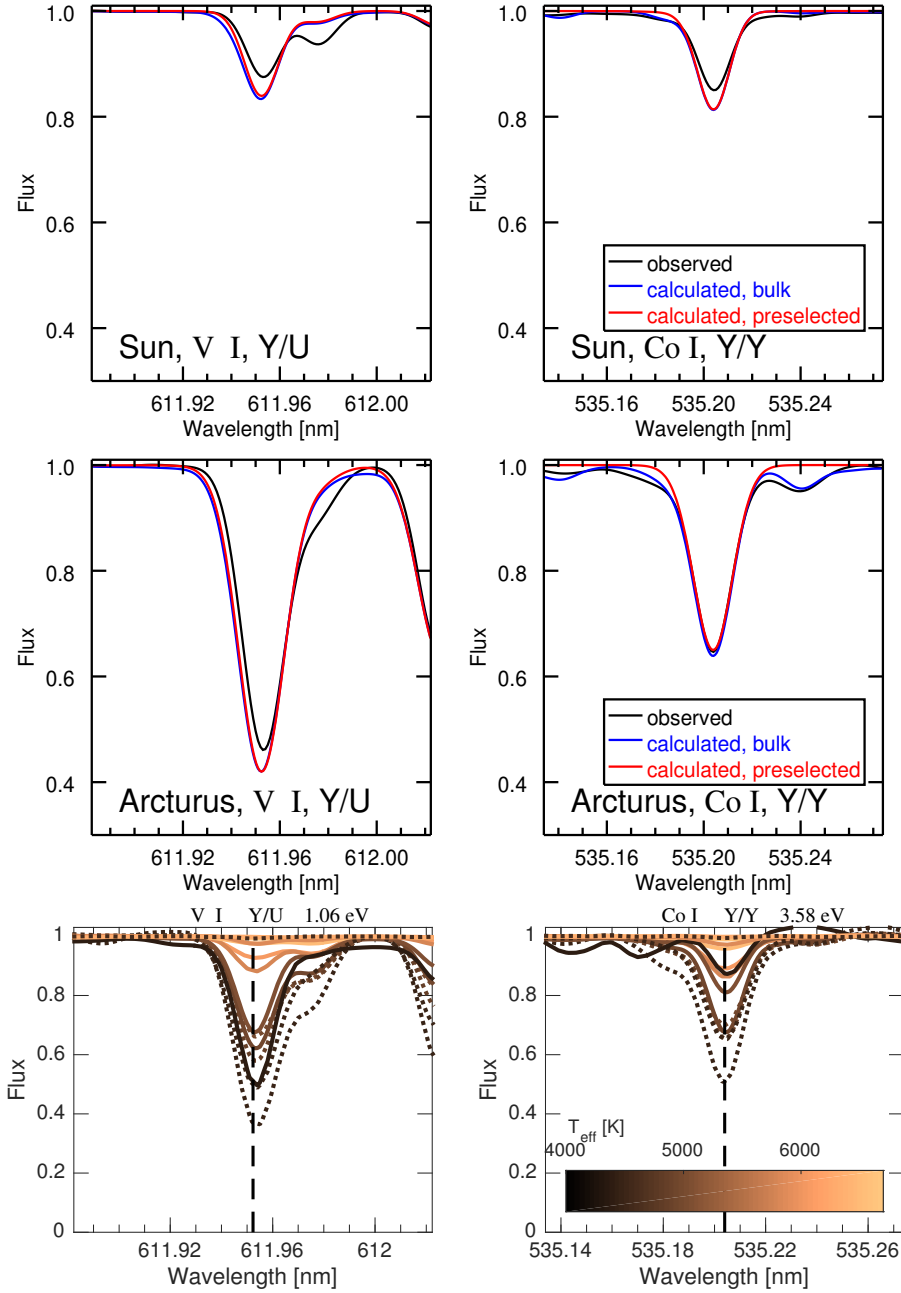 1.0
0.8
0.6
0.4
Flux
Sun, V I, Y/U
611.92 611.96 612.00
Wavelength [nm]
1.0
0.8
0.6
0.4
Flux
observed
calculated, bulk
calculated, preselected
Sun, Co I, Y/Y
535.16 535.20 535.24
Wavelength [nm]
1.0
0.8
0.6
0.4
Flux
Arcturus, V I, Y/U
611.92 611.96 612.00
Wavelength [nm]
1.0
0.8
0.6
0.4
Flux
observed
calculated, bulk
calculated, preselected
Arcturus, Co I, Y/Y
535.16 535.20 535.24
Wavelength [nm]
V I Y/U 1.06 eV
1
0.8
0.6
0.4
0.2
0
Flux
611.92 611.96 612
Wavelength [nm]
Co I Y/Y 3.58 eV
1
0.8
0.6
0.4
0.2
0
Flux
T_eff [K]
4000 5000 6000
535.14 535.18 535.22 535.26
Wavelength [nm]